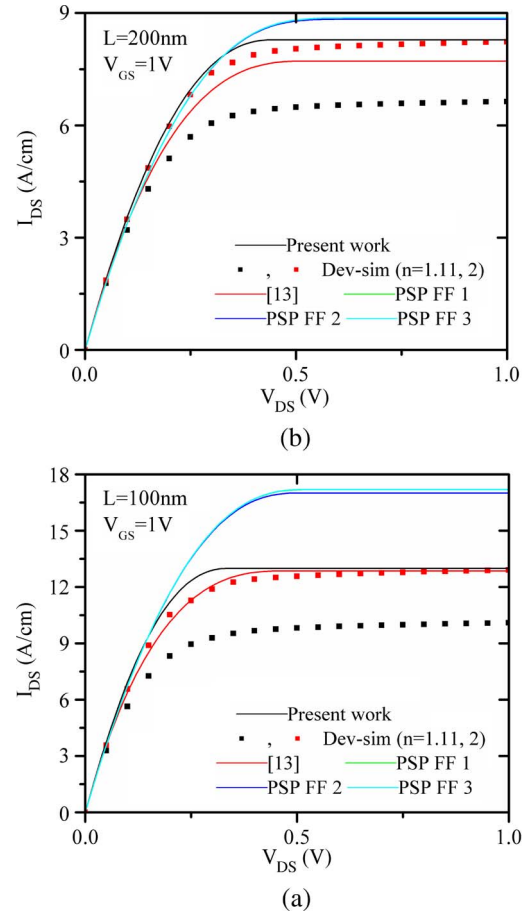 9
L=200nm
V_GS=1V
6
I_DS (A/cm)
3
Present work
, Dev-sim (n=1.11, 2)
[13] PSP FF 1
PSP FF 2 PSP FF 3
0
0.0 0.5 1.0
V_DS (V)
(b)
18
L=100nm
V_GS=1V
15
12
I_DS (A/cm)
9
6
Present work
, Dev-sim (n=1.11, 2)
3
[13] PSP FF 1
PSP FF 2 PSP FF 3
0
0.0 0.5 1.0
V_DS (V)
(a)